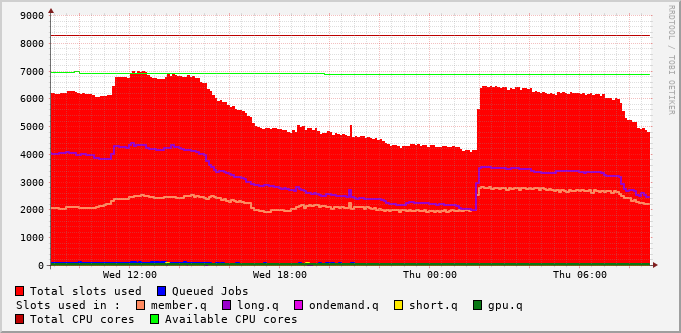 9000
8000
7000
6000
5000
4000
3000
2000
1000
0
Wed 12:00 Wed 18:00 Thu 00:00 Thu 06:00
RRDTOOL / TOBI OETIKER
Total slots used Queued Jobs
Slots used in : member.q long.q ondemand.q short.q gpu.q
Total CPU cores Available CPU cores